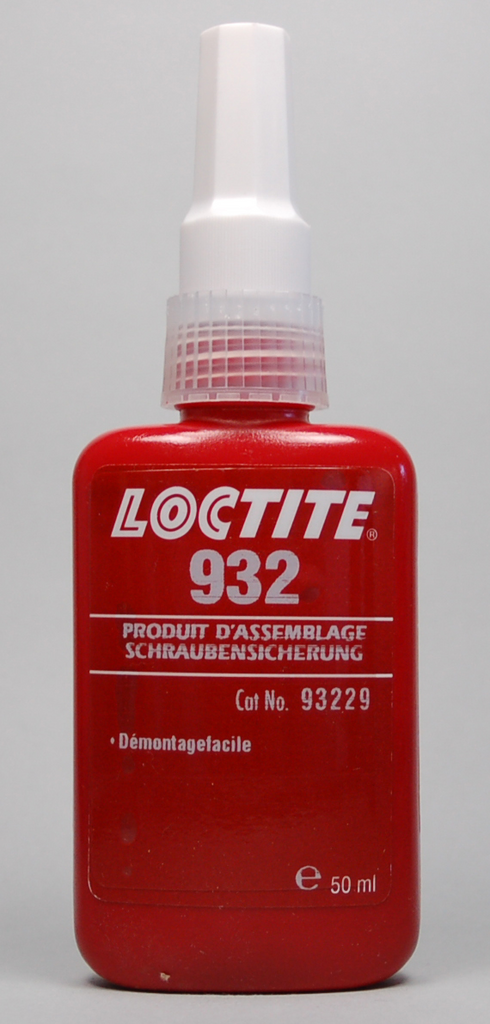 LOCTITE®
932
PRODUIT D'ASSEMBLAGE
SCHRAUBENSICHERUNG
Cat No. 93229
• Démontagefacile
℮ 50 ml